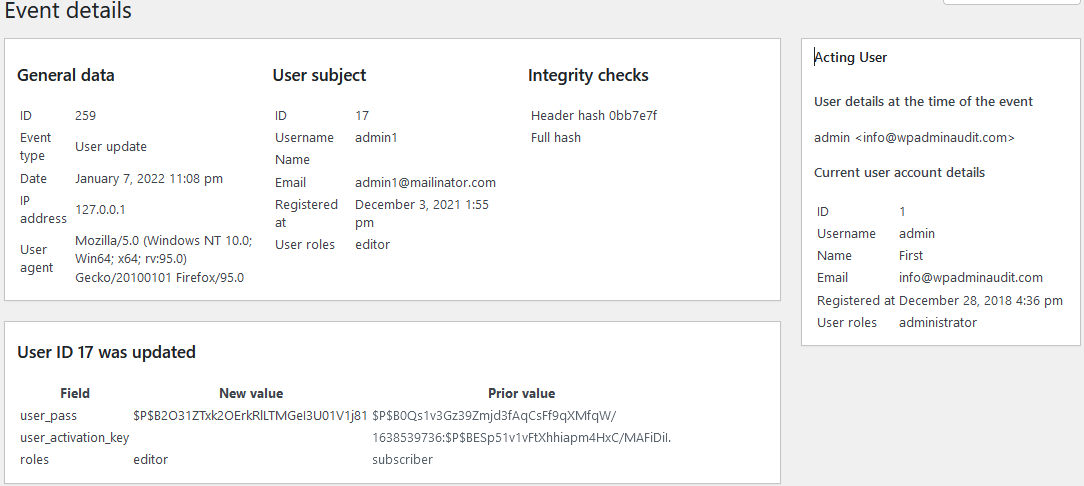 Event details
General data
ID 259
Event type User update
Date January 7, 2022 11:08 pm
IP address 127.0.0.1
User agent Mozilla/5.0 (Windows NT 10.0; Win64; x64; rv:95.0) Gecko/20100101 Firefox/95.0
User subject
ID 17
Username admin1
Name
Email admin1@mailinator.com
Registered at December 3, 2021 1:55 pm
User roles editor
Integrity checks
Header hash 0bb7e7f
Full hash
User ID 17 was updated
Field New value Prior value
user_pass $P$B2O31ZTxk2OErkRlLTMGeI3U01V1j81 $P$B0Qs1v3Gz39Zmjd3fAqCsFf9qXMfqW/
user_activation_key 1638539736:$P$BESp51v1vFtXhhiapm4HxC/MAFiDiI.
roles editor subscriber
Acting User
User details at the time of the event
admin <info@wpadminaudit.com>
Current user account details
ID 1
Username admin
Name First
Email info@wpadminaudit.com
Registered at December 28, 2018 4:36 pm
User roles administrator